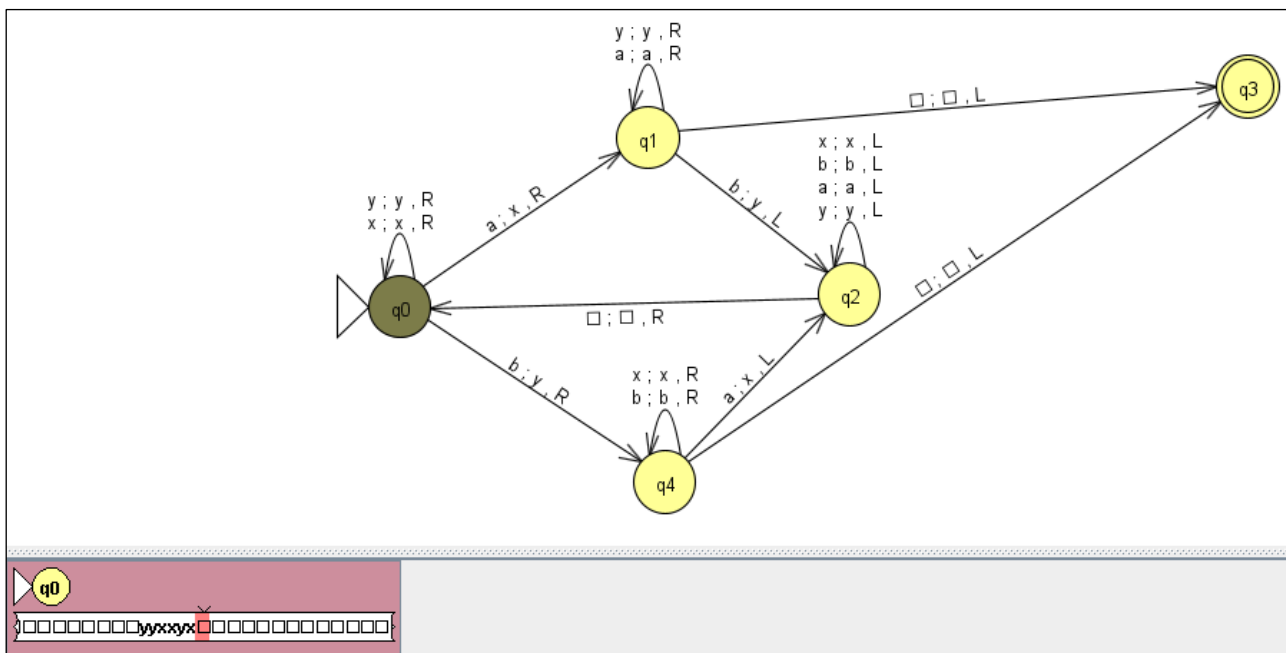 y ; y , R
a ; a , R
q3
□ ; □ , L
q1
x ; x , L
b ; b , L
a ; a , L
y ; y , L
y ; y , R
x ; x , R
a ; x , R
b ; y , L
□ ; □ , L
q0
q2
□ ; □ , R
b ; y , R
x ; x , R
b ; b , R
a ; x , L
q4
q0
□□□□□□□□yyxxyx□□□□□□□□□□□□□